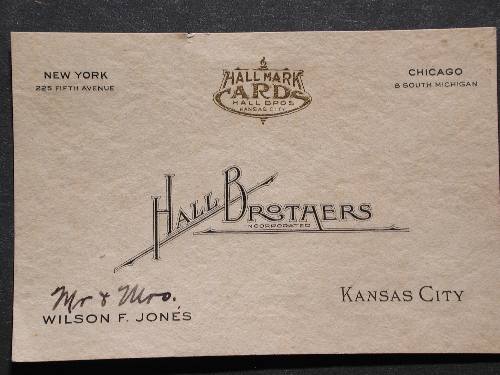 NEW YORK
225 FIFTH AVENUE
HALL MARK
CARDS
HALL BROS
KANSAS CITY
CHICAGO
8 SOUTH MICHIGAN
HALL BROTHERS
INCORPORATED
Mr & Mrs.
WILSON F. JONES
KANSAS CITY